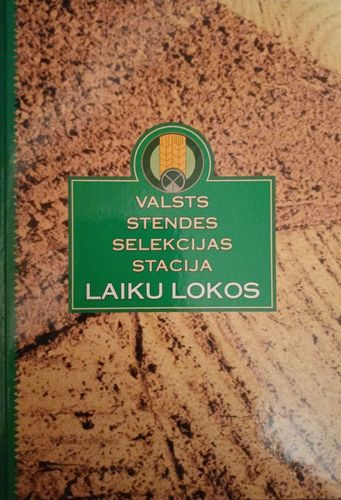 VALSTS
STENDES
SELEKCIJAS
STACIJA
LAIKU LOKOS